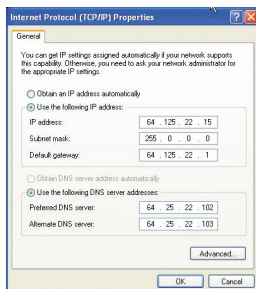 Internet Protocol (TCP/IP) Properties
General
You can get IP settings assigned automatically if your network supports
this capability. Otherwise, you need to ask your network administrator for
the appropriate IP settings.
Obtain an IP address automatically
Use the following IP address:
IP address: 64 . 125 . 22 . 15
Subnet mask: 255 . 0 . 0 . 0
Default gateway: 64 . 125 . 22 . 1
Obtain DNS server address automatically
Use the following DNS server addresses:
Preferred DNS server: 64 . 25 . 22 . 102
Alternate DNS server: 64 . 25 . 22 . 103
Advanced...
OK Cancel